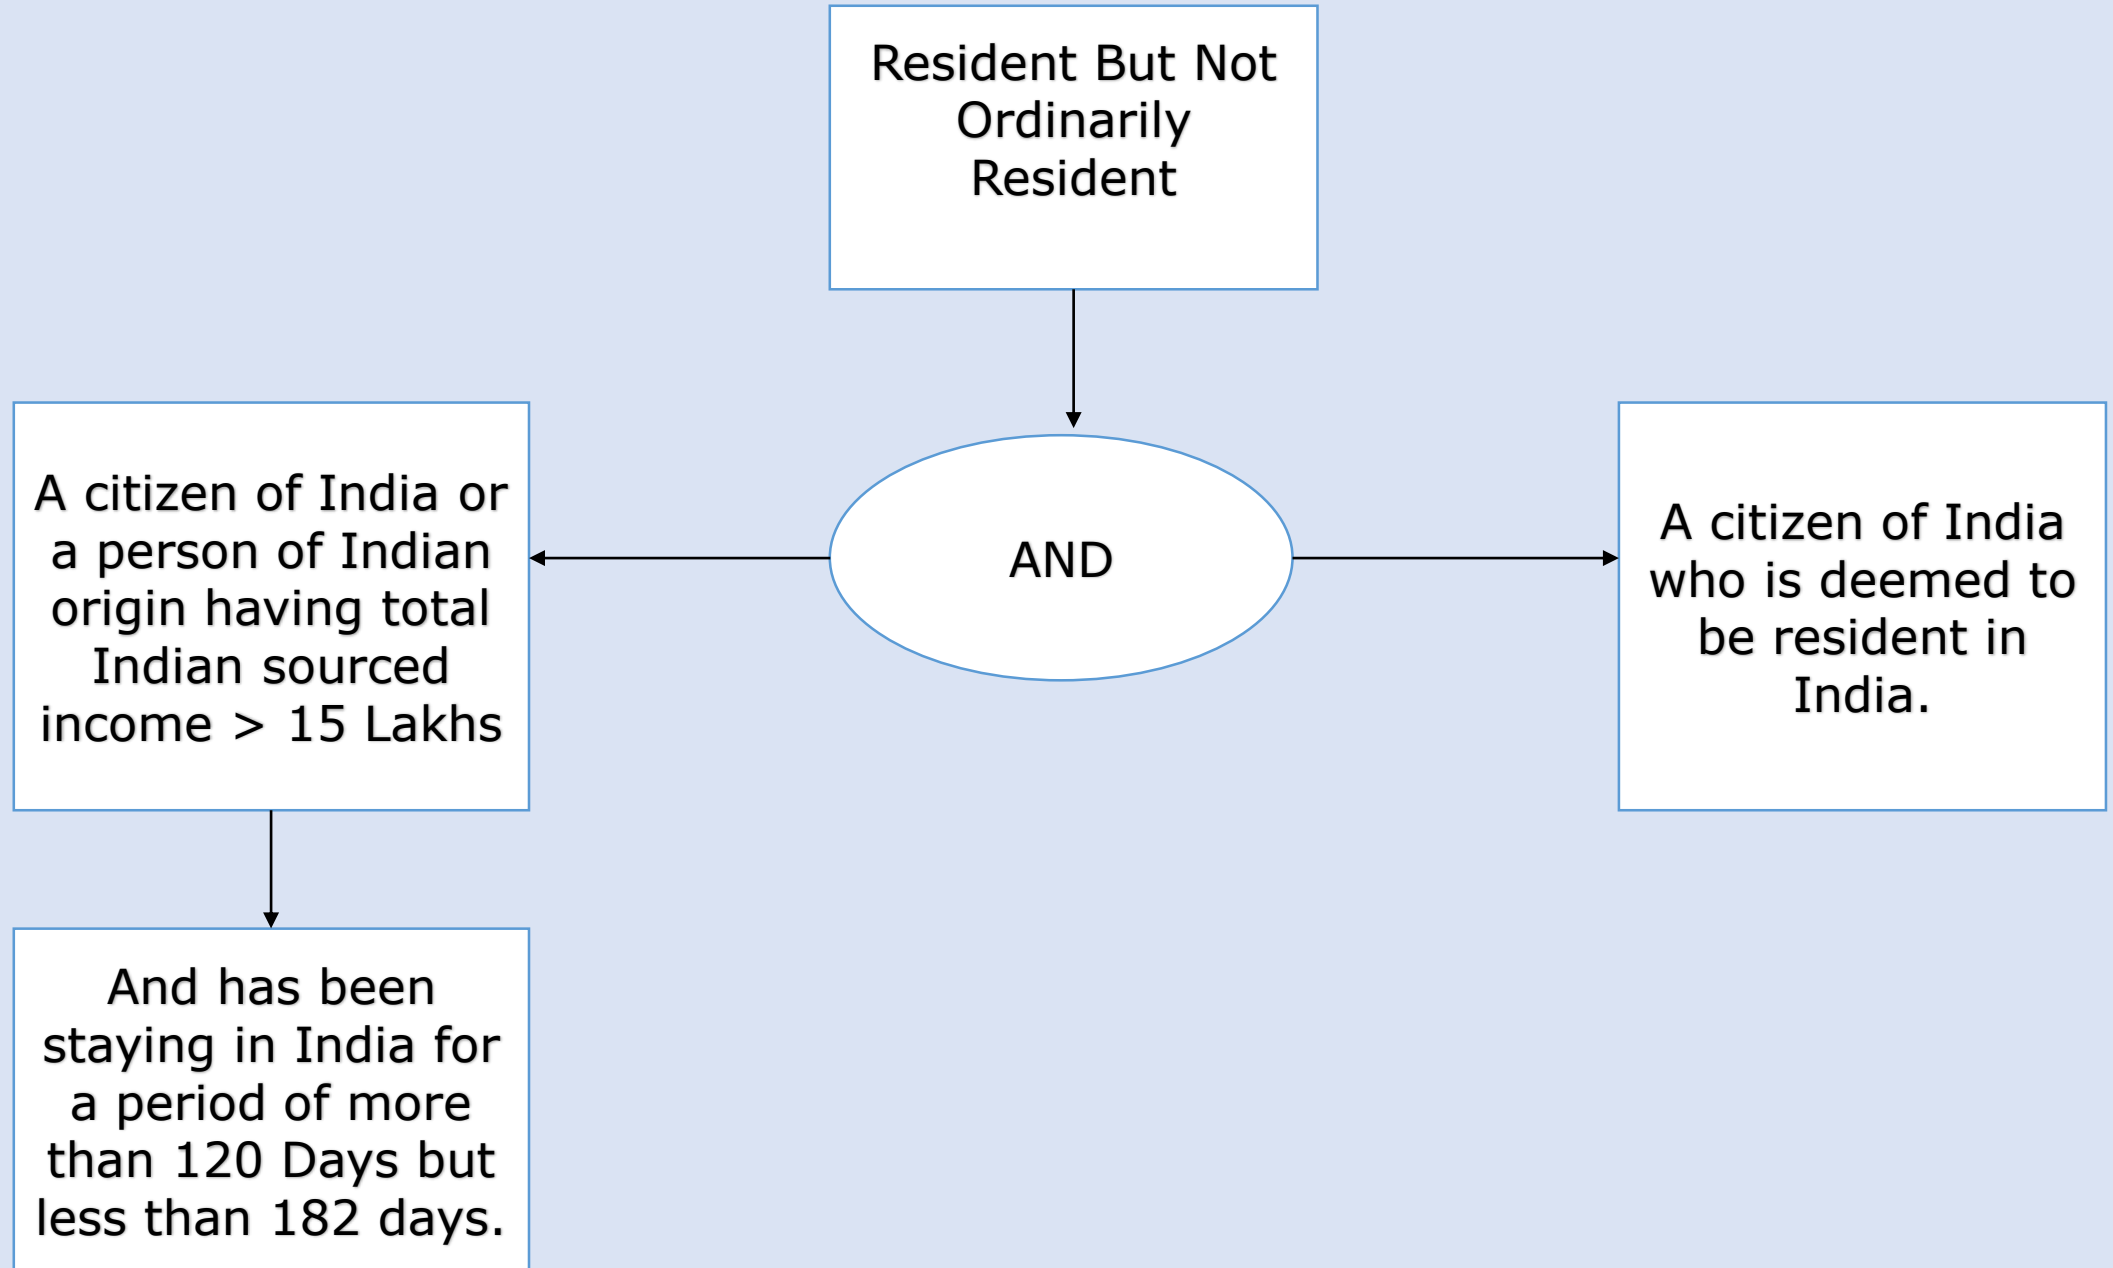 Resident But Not
Ordinarily
Resident
A citizen of India or
a person of Indian
origin having total
Indian sourced
income > 15 Lakhs
AND
A citizen of India
who is deemed to
be resident in
India.
And has been
staying in India for
a period of more
than 120 Days but
less than 182 days.